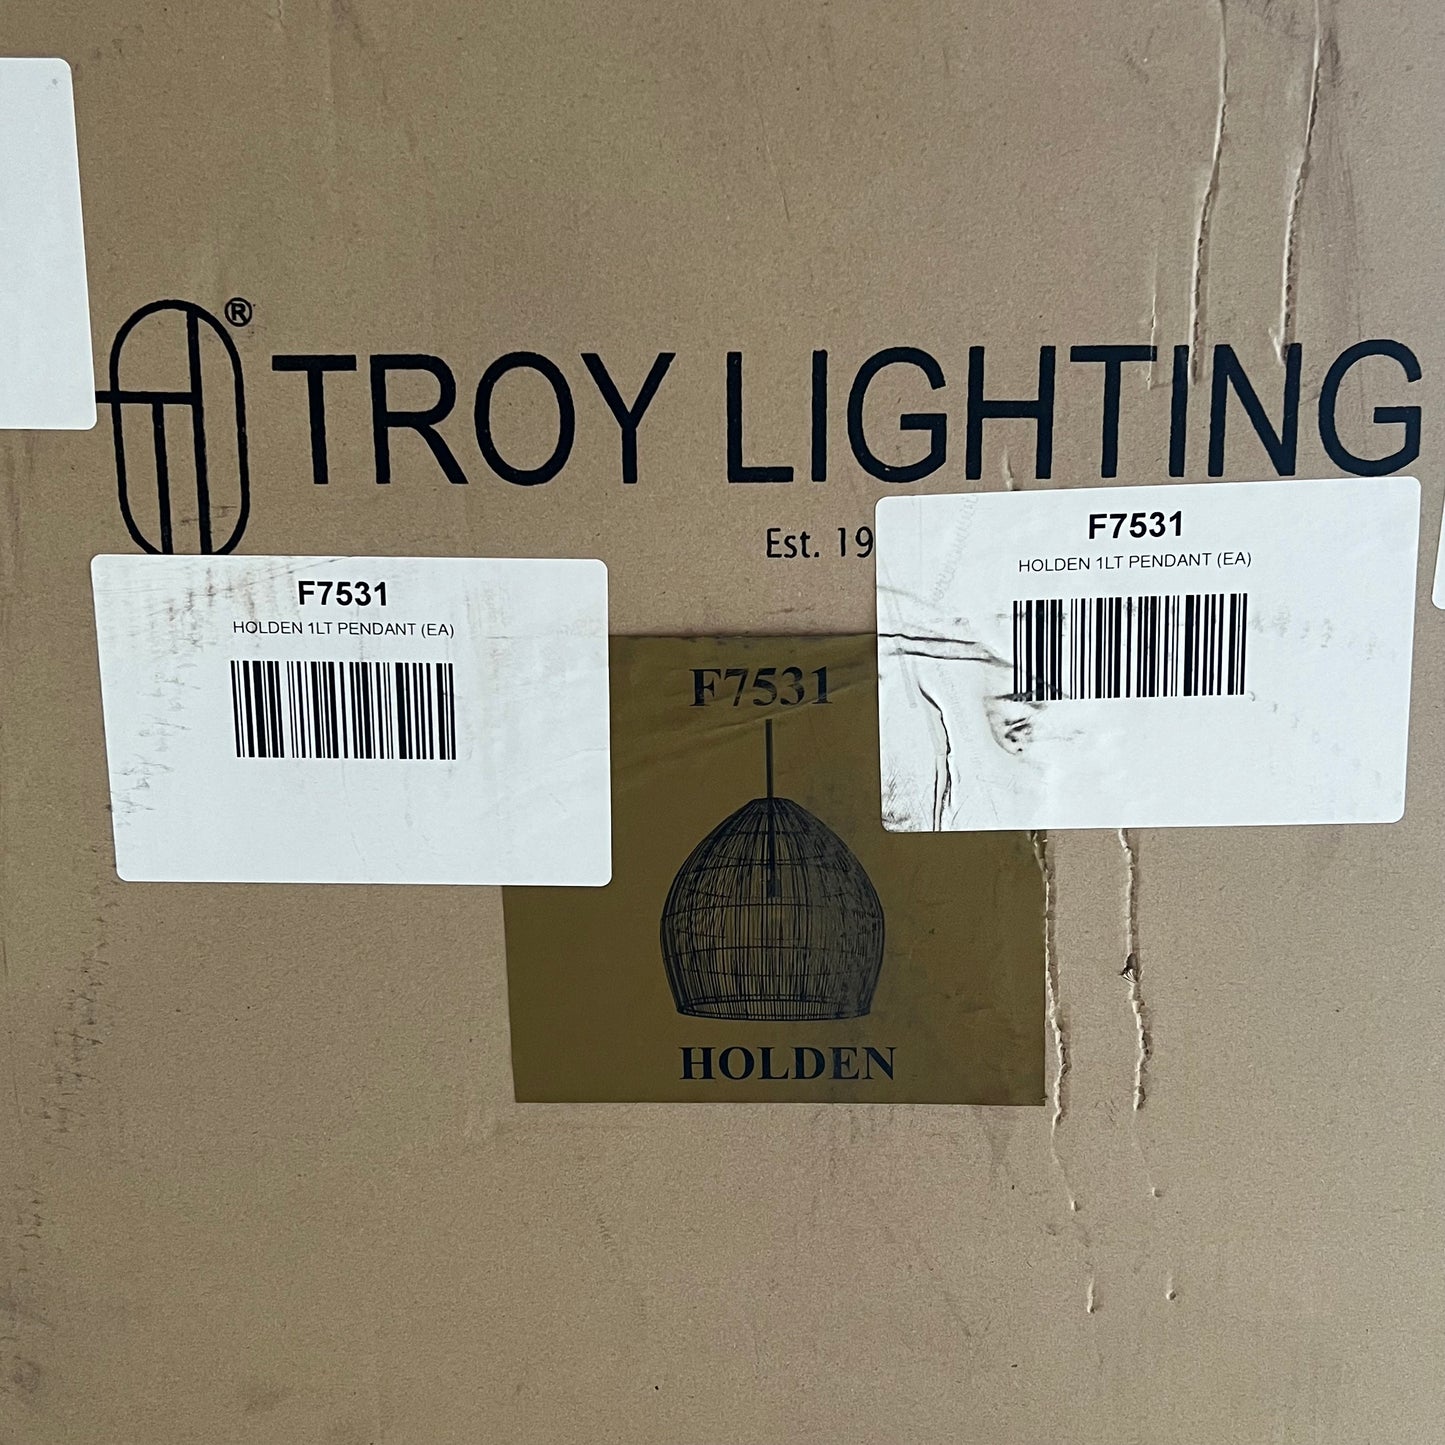 ®
TROY LIGHTING
Est. 19
F7531
HOLDEN 1LT PENDANT (EA)
F7531
HOLDEN 1LT PENDANT (EA)
F7531
HOLDEN